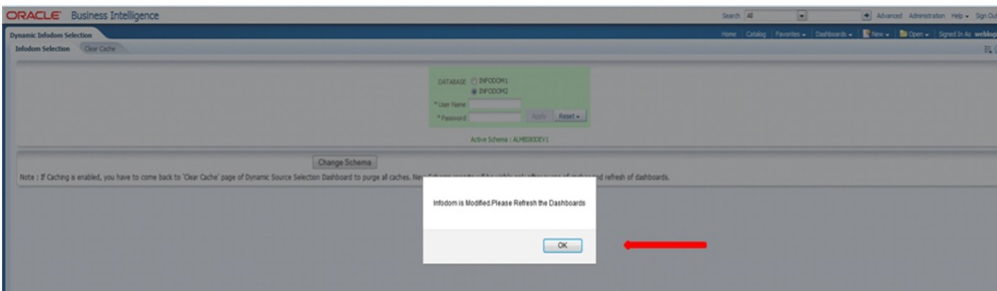 ORACLE Business Intelligence
Search All Advanced Administration Help Sign Out
Dynamic Infodom Selection
Home Catalog Favorites Dashboards New Open Signed In As weblogi
Infodom Selection Clear Cache
DATABASE INFODOM1
INFODOM2
* User Name
* Password Apply Reset
Active Schema : ALM8080DEV1
Change Schema
Note : If Caching is enabled, you have to come back to 'Clear Cache' page of Dynamic Source Selection Dashboard to purge all caches. and refresh of dashboards.
Infodom is Modified.Please Refresh the Dashboards
OK